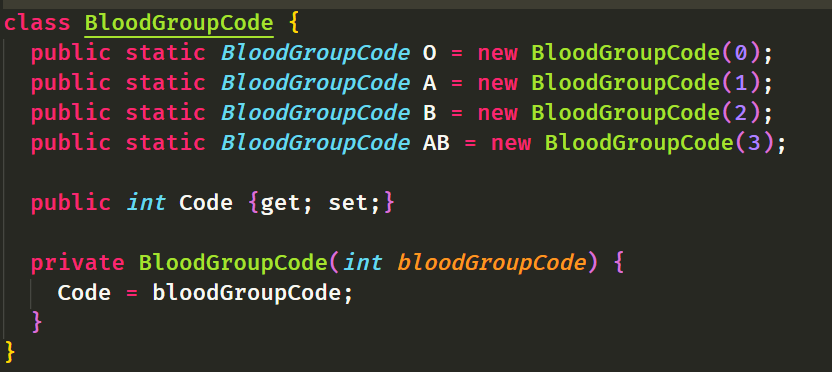 class BloodGroupCode {
public static BloodGroupCode O = new BloodGroupCode(0);
public static BloodGroupCode A = new BloodGroupCode(1);
public static BloodGroupCode B = new BloodGroupCode(2);
public static BloodGroupCode AB = new BloodGroupCode(3);
public int Code {get; set;}
private BloodGroupCode(int bloodGroupCode) {
Code = bloodGroupCode;
}
}